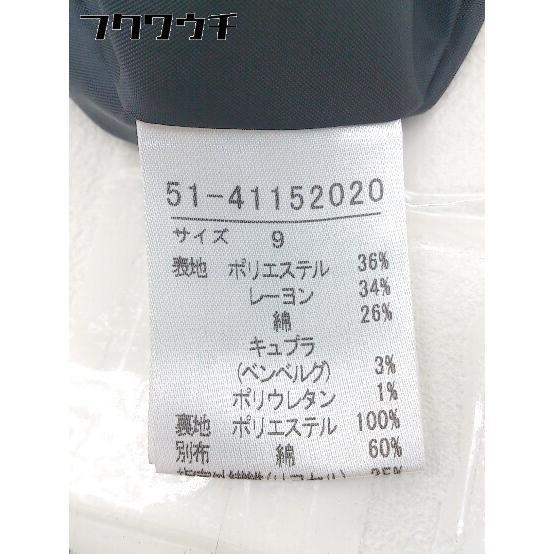 フクワウチ
51-41152020
サイズ 9
表地 ポリエステル 36%
レーヨン 34%
綿 26%
キュプラ
(ベンベルグ) 3%
ポリウレタン 1%
裏地 ポリエステル 100%
別布 綿 60%